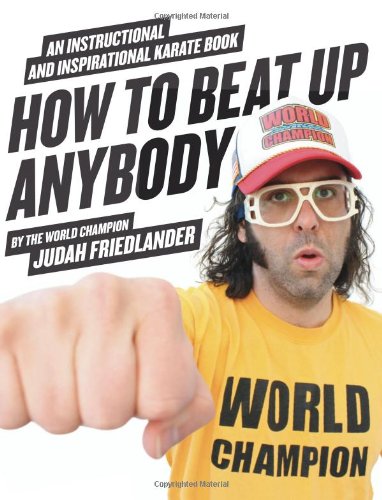 Copyrighted Material
AN INSTRUCTIONAL
AND INSPIRATIONAL KARATE BOOK
HOW TO BEAT UP
ANYBODY
BY THE WORLD CHAMPION
JUDAH FRIEDLANDER
WORLD
CHAMPION
WORLD
CHAMPION
Copyrighted Material